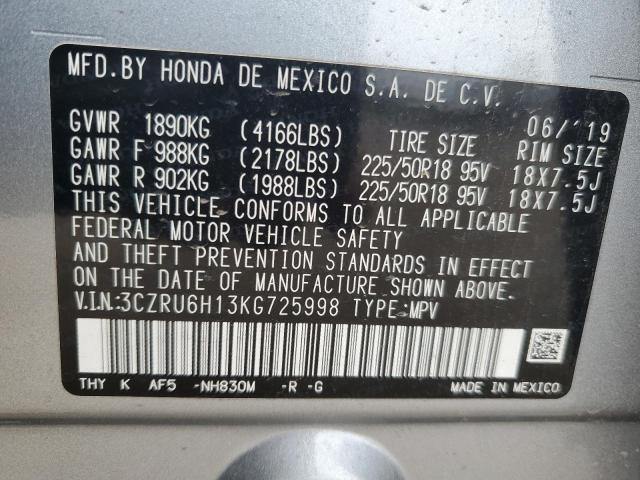 MFD.BY HONDA DE MEXICO S.A. DE C.V.
06/'19
GVWR 1890KG (4166LBS) TIRE SIZE RIM SIZE
GAWR F 988KG (2178LBS) 225/50R18 95V 18X7.5J
GAWR R 902KG (1988LBS) 225/50R18 95V 18X7.5J
THIS VEHICLE CONFORMS TO ALL APPLICABLE
FEDERAL MOTOR VEHICLE SAFETY
AND THEFT PREVENTION STANDARDS IN EFFECT
ON THE DATE OF MANUFACTURE SHOWN ABOVE.
V.I.N.:3CZRU6H13KG725998 TYPE:MPV
THY K AF5 -NH830M -R -G MADE IN MEXICO